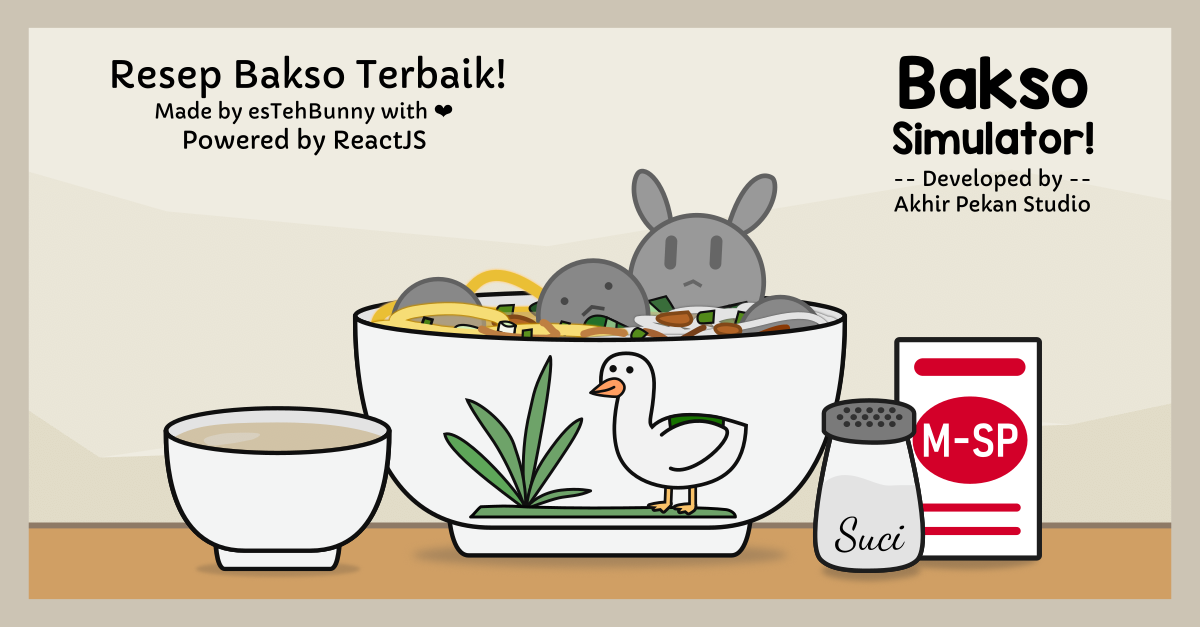 Resep Bakso Terbaik!
Made by esTehBunny with ❤
Powered by ReactJS
Bakso
Simulator!
-- Developed by --
Akhir Pekan Studio
M-SP
Suci